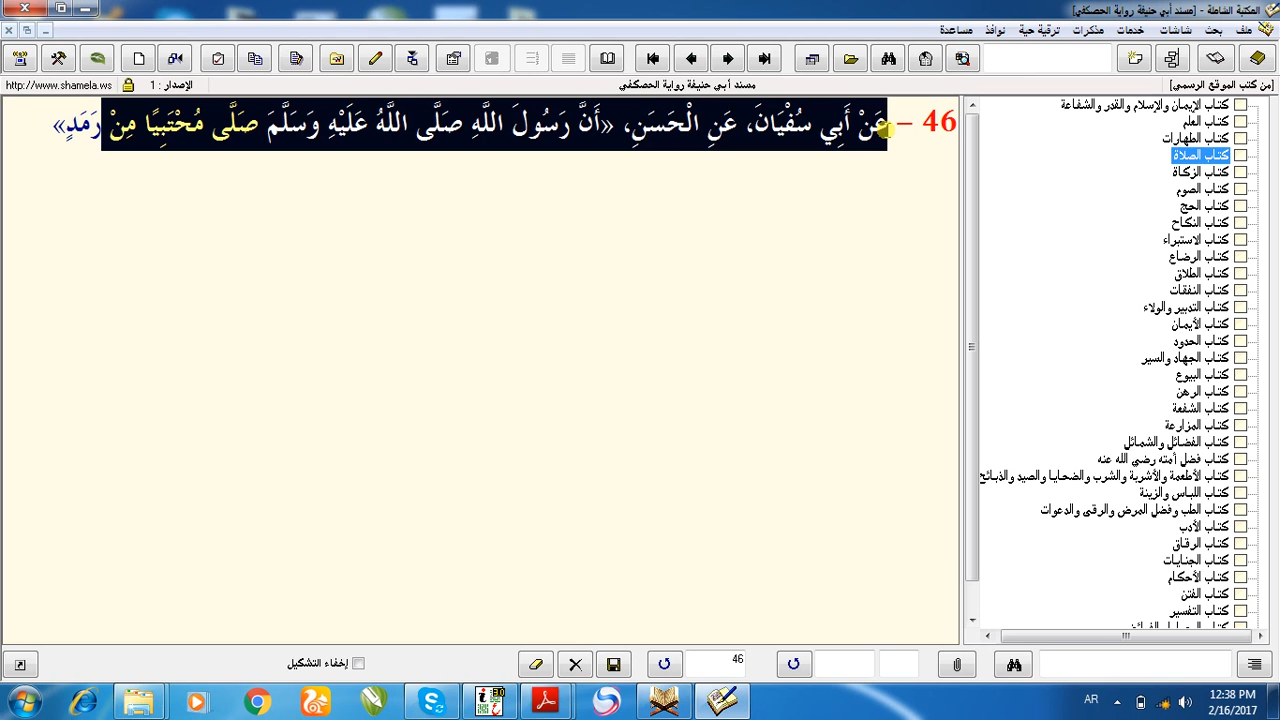 المكتبة الشاملة - [مسند أبي حنيفة رواية الحصكفي]
ملف بحث شاشات خدمات مذكرات ترقية حية نوافذ مساعدة
[من كتب الموقع الرسمي] مسند أبي حنيفة رواية الحصكفي الإصدار : 1 http://www.shamela.ws
46 - عَنْ أَبِي سُفْيَانَ، عَنِ الْحَسَنِ، «أَنَّ رَسُولَ اللَّهِ صَلَّى اللَّهُ عَلَيْهِ وَسَلَّمَ صَلَّى مُحْتَبِيًا مِنْ رَمَدٍ»
كتاب الإيمان والإسلام والقدر والشفاعة
كتاب العلم
كتاب الطهارات
كتاب الصلاة
كتاب الزكاة
كتاب الصوم
كتاب الحج
كتاب النكاح
كتاب الاستبراء
كتاب الرضاع
كتاب الطلاق
كتاب النفقات
كتاب التدبير والولاء
كتاب الأيمان
كتاب الحدود
كتاب الجهاد والسير
كتاب البيوع
كتاب الرهن
كتاب الشفعة
كتاب المزارعة
كتاب الفضائل والشمائل
كتاب فضل أمته رضي الله عنه
كتاب الأطعمة والأشربة والشرب والضحايا والصيد والذبائح
كتاب اللباس والزينة
كتاب الطب وفضل المرض والرقى والدعوات
كتاب الأدب
كتاب الرقاق
كتاب الجنايات
كتاب الأحكام
كتاب الفتن
كتاب التفسير
46
إخفاء التشكيل
AR
12:38 PM
2/16/2017